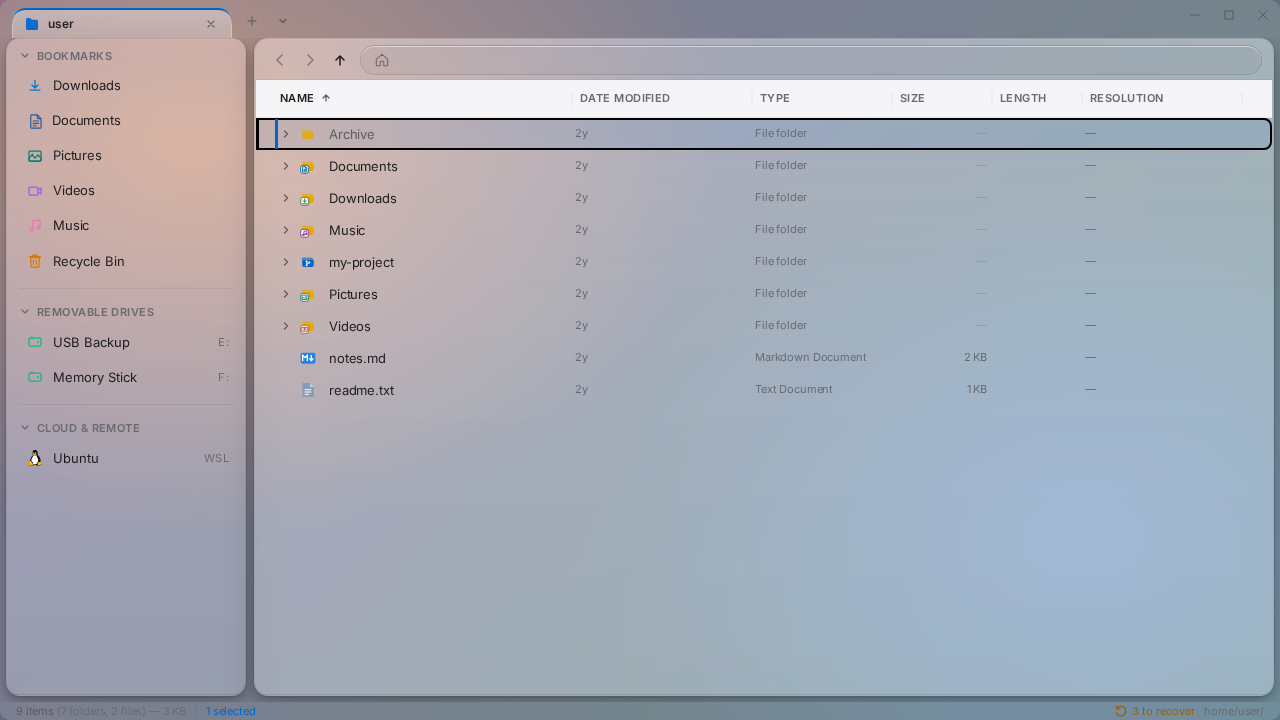 user
BOOKMARKS
Downloads
Documents
Pictures
Videos
Music
Recycle Bin
REMOVABLE DRIVES
USB Backup E:
Memory Stick F:
CLOUD & REMOTE
Ubuntu WSL
NAME DATE MODIFIED TYPE SIZE LENGTH RESOLUTION
Archive 2y File folder — —
Documents 2y File folder — —
Downloads 2y File folder — —
Music 2y File folder — —
my-project 2y File folder — —
Pictures 2y File folder — —
Videos 2y File folder — —
notes.md 2y Markdown Document 2 KB —
readme.txt 2y Text Document 1 KB —
9 items (7 folders, 2 files) — 3 KB 1 selected 3 to recover home/user/